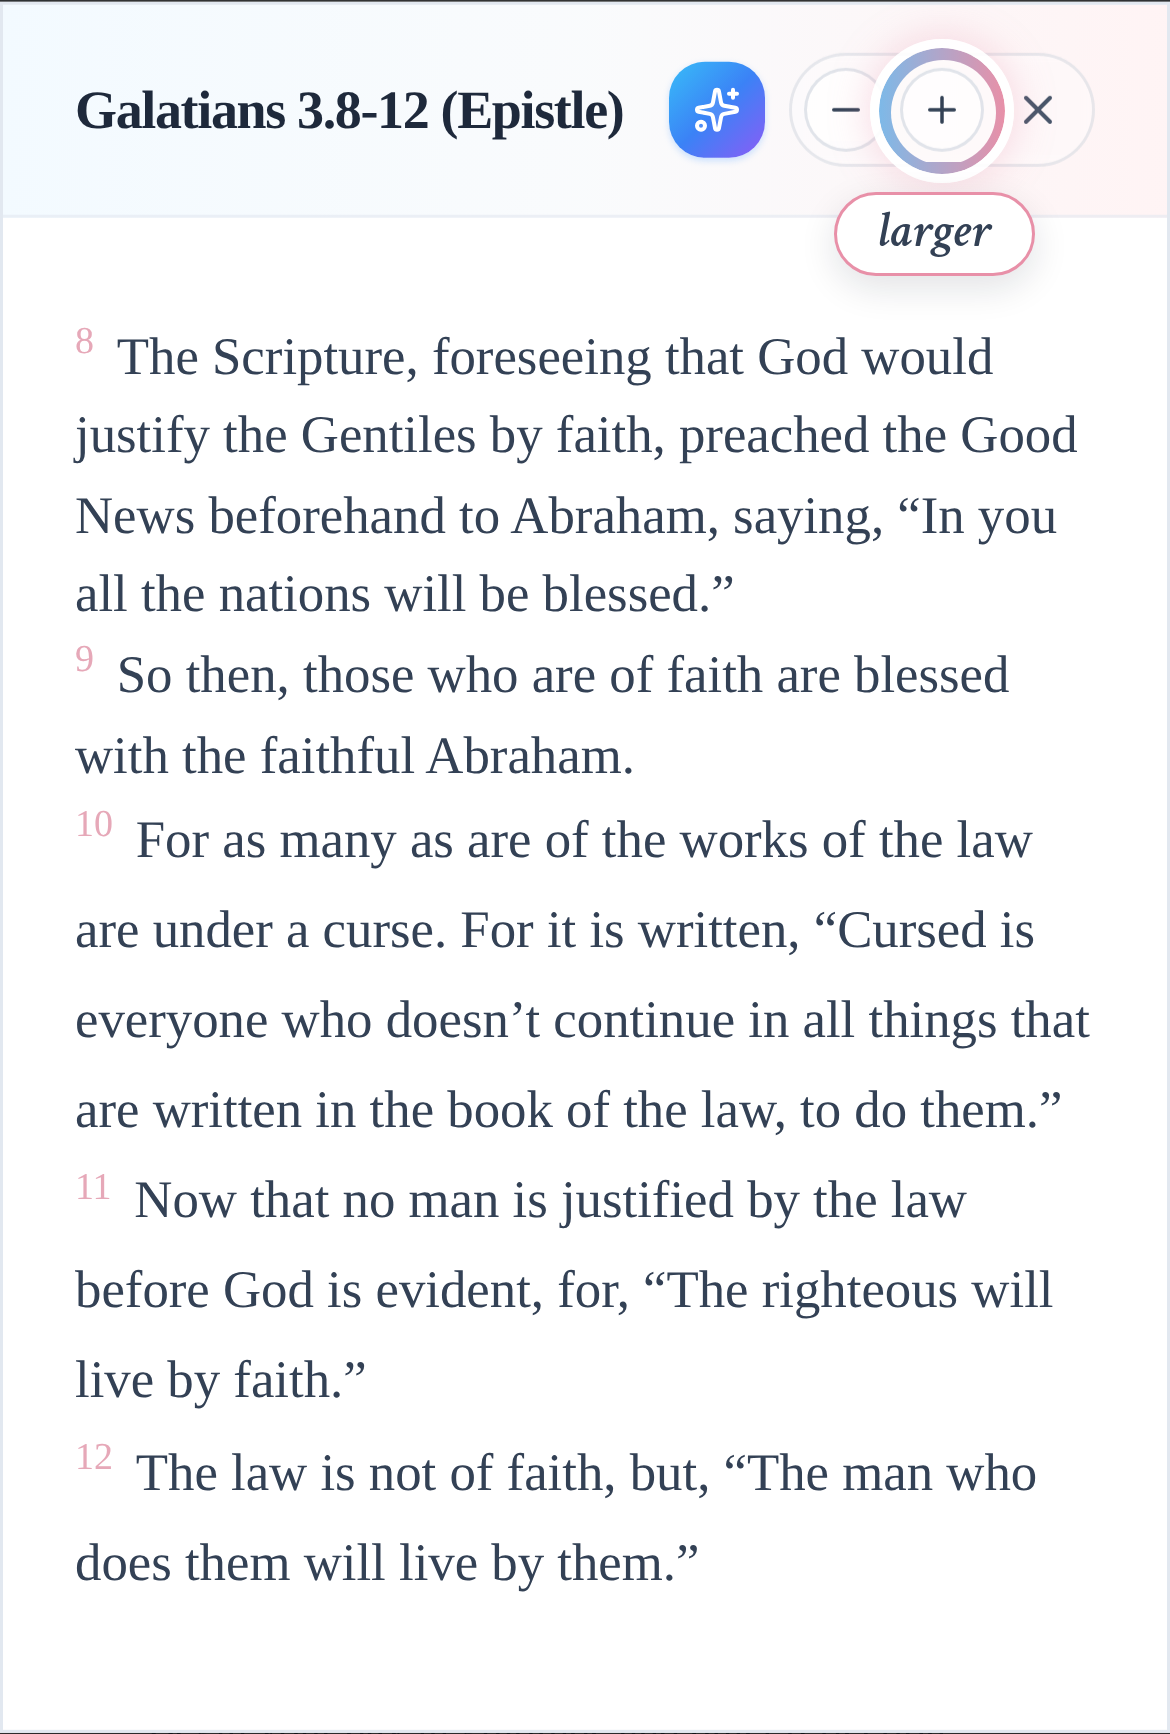 Galatians 3.8-12 (Epistle)
larger
8 The Scripture, foreseeing that God would
justify the Gentiles by faith, preached the Good
News beforehand to Abraham, saying, “In you
all the nations will be blessed.”
9 So then, those who are of faith are blessed
with the faithful Abraham.
10 For as many as are of the works of the law
are under a curse. For it is written, “Cursed is
everyone who doesn’t continue in all things that
are written in the book of the law, to do them.”
11 Now that no man is justified by the law
before God is evident, for, “The righteous will
live by faith.”
12 The law is not of faith, but, “The man who
does them will live by them.”